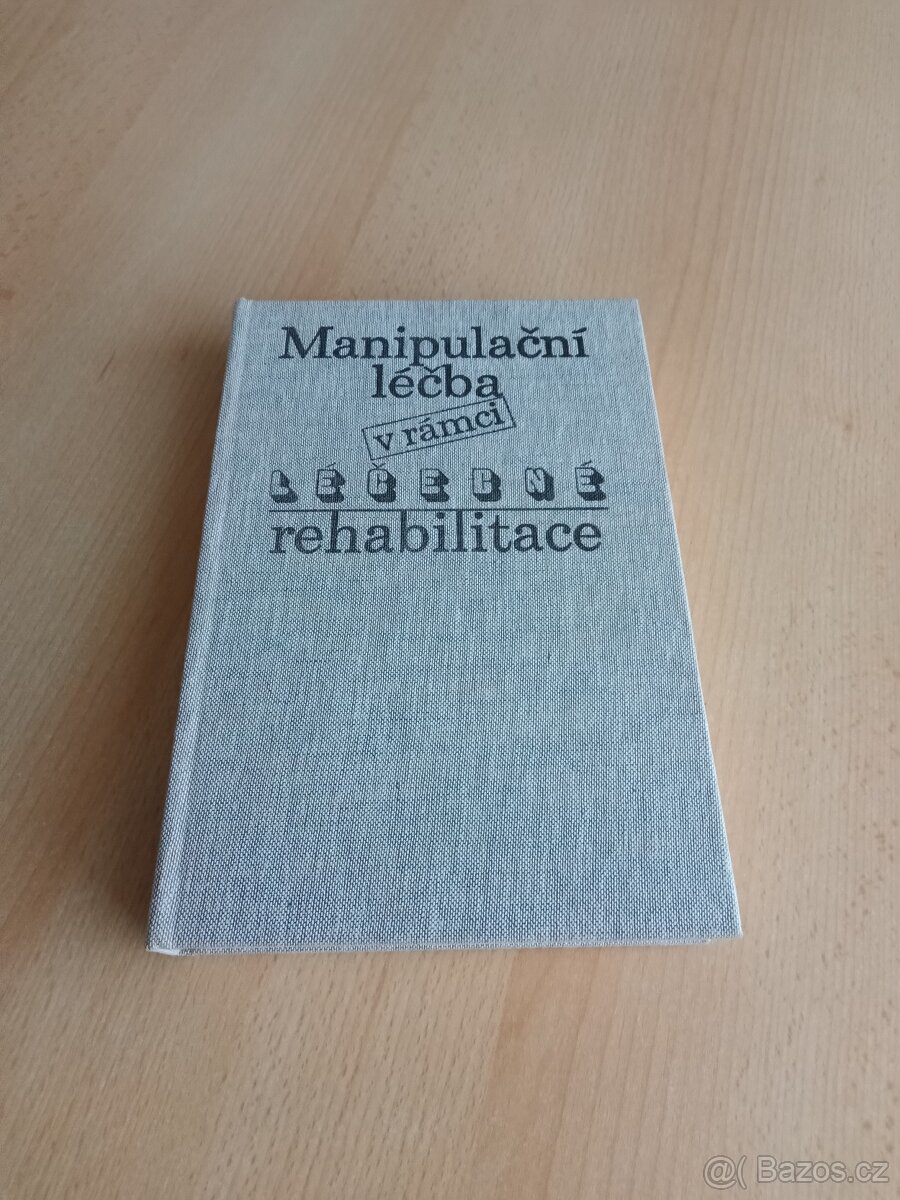 Manipulační
léčba
v rámci
LÉČEBNÉ
rehabilitace
@( Bazos.cz